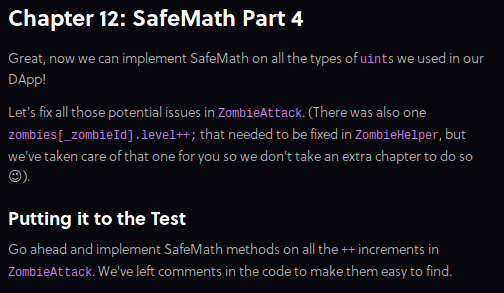 Chapter 12: SafeMath Part 4
Great, now we can implement SafeMath on all the types of uints we used in our
DApp!
Let's fix all those potential issues in ZombieAttack. (There was also one
zombies[_zombieId].level++; that needed to be fixed in ZombieHelper, but
we've taken care of that one for you so we don't take an extra chapter to do so
😉).
Putting it to the Test
Go ahead and implement SafeMath methods on all the ++ increments in
ZombieAttack. We've left comments in the code to make them easy to find.